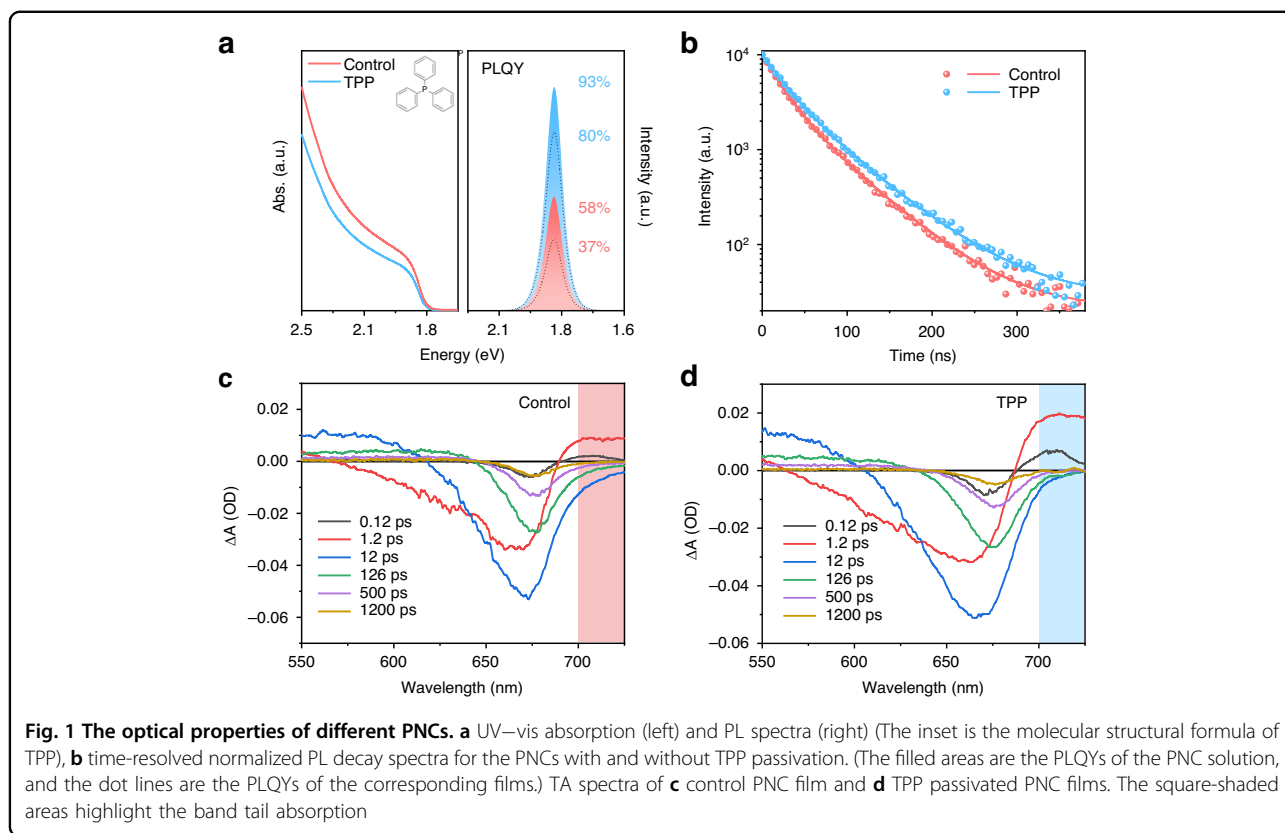 a
Control
TPP
P
P
PLQY
93%
80%
58%
37%
Abs. (a.u.)
Intensity (a.u.)
2.5 2.1 1.8 2.1 1.8 1.6
Energy (eV)
b
Control
TPP
10⁴
10³
10²
Intensity (a.u.)
0 100 200 300
Time (ns)
c
Control
0.02
0.00
−0.02
−0.04
−0.06
ΔA (OD)
0.12 ps
1.2 ps
12 ps
126 ps
500 ps
1200 ps
550 600 650 700
Wavelength (nm)
d
TPP
0.02
0.00
−0.02
−0.04
−0.06
ΔA (OD)
0.12 ps
1.2 ps
12 ps
126 ps
500 ps
1200 ps
550 600 650 700
Wavelength (nm)
Fig. 1 The optical properties of different PNCs. a UV−vis absorption (left) and PL spectra (right) (The inset is the molecular structural formula of
TPP), b time-resolved normalized PL decay spectra for the PNCs with and without TPP passivation. (The filled areas are the PLQYs of the PNC solution,
and the dot lines are the PLQYs of the corresponding films.) TA spectra of c control PNC film and d TPP passivated PNC films. The square-shaded
areas highlight the band tail absorption